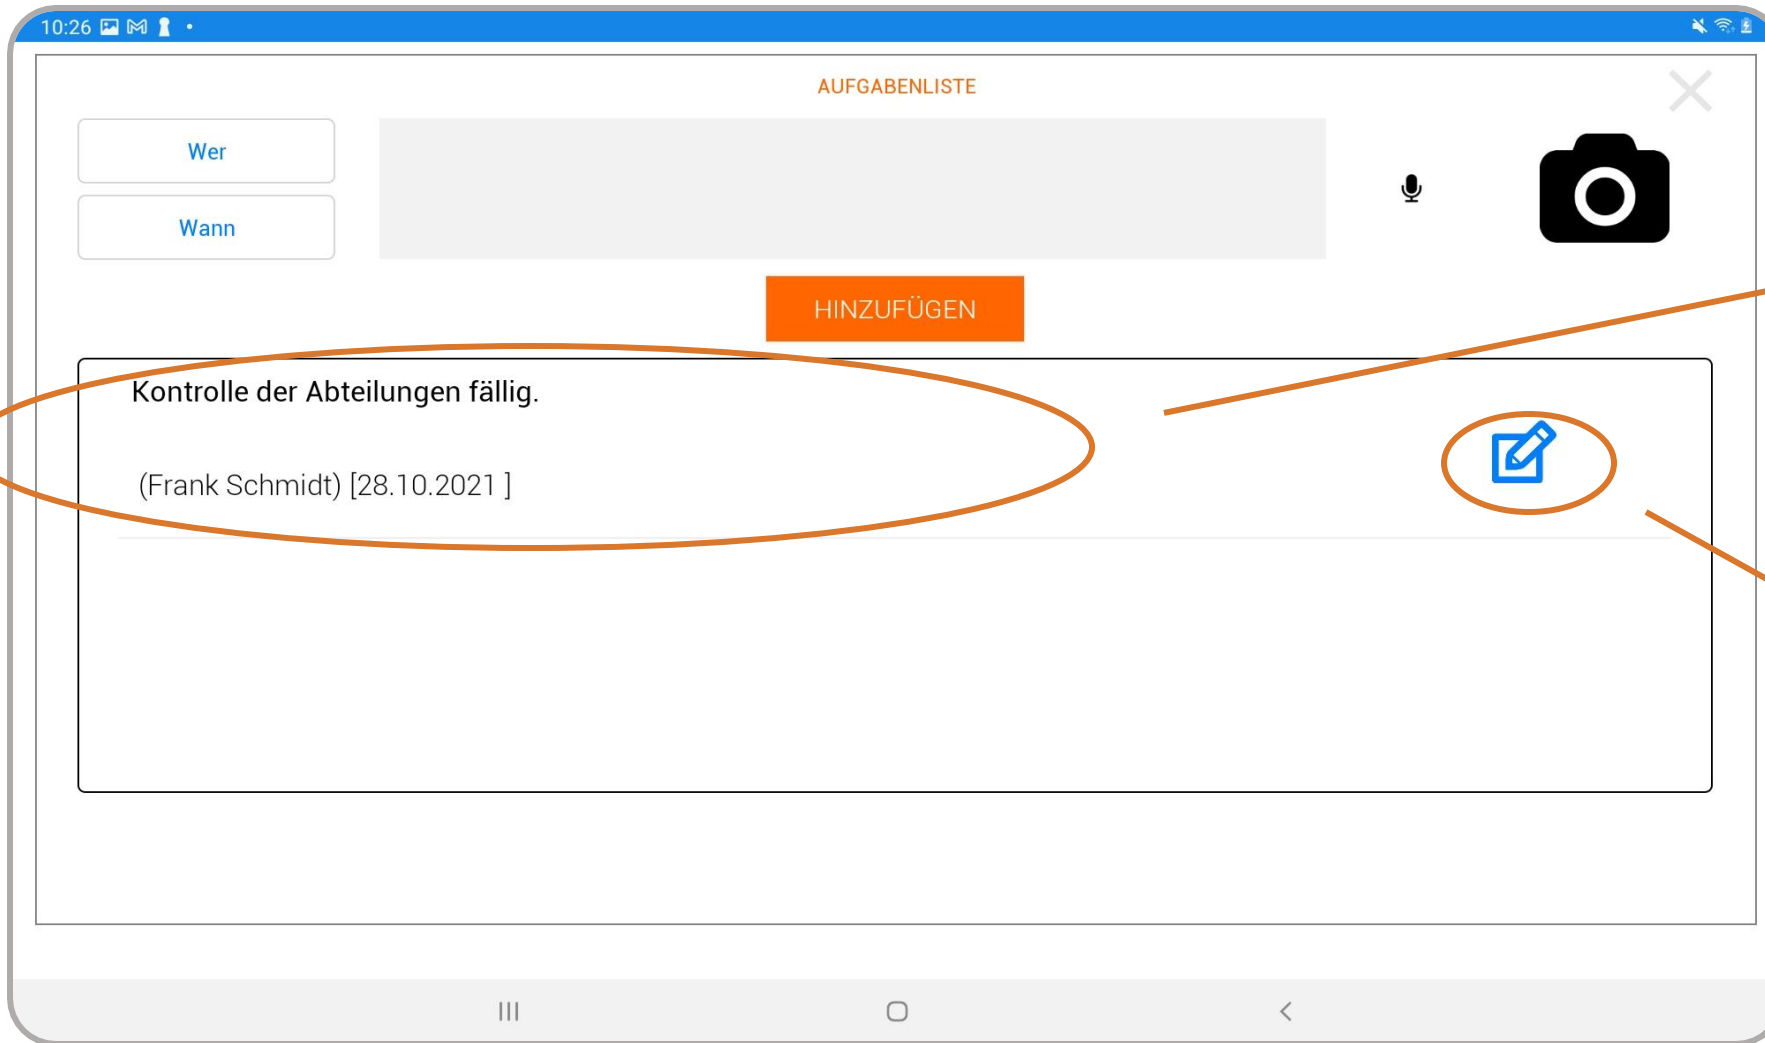 10:26
AUFGABENLISTE
Wer
Wann
HINZUFÜGEN
Kontrolle der Abteilungen fällig.
(Frank Schmidt) [28.10.2021 ]